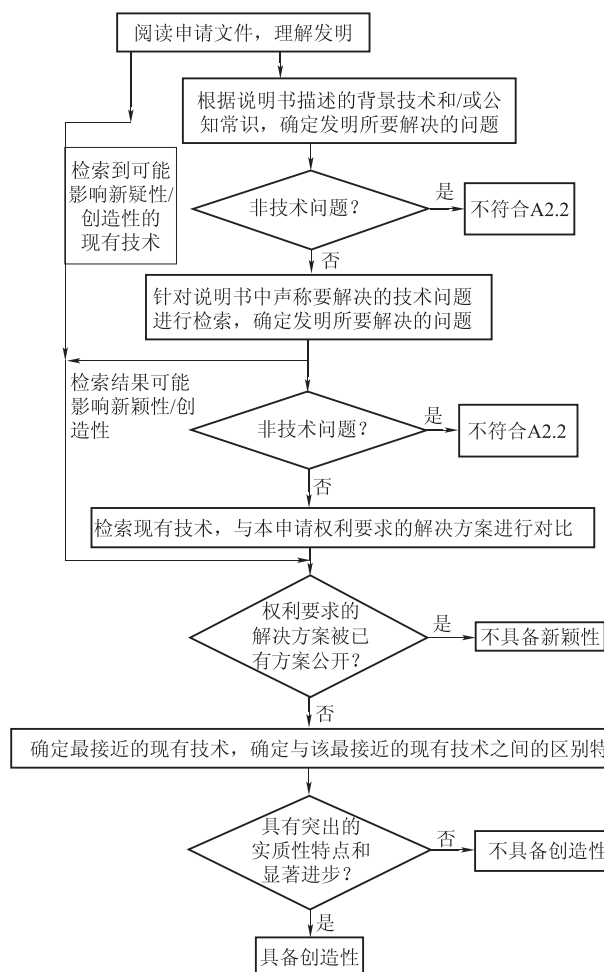 阅读申请文件，理解发明
根据说明书描述的背景技术和/或公
知常识，确定发明所要解决的问题
检索到可能
影响新疑性/
创造性的
现有技术
非技术问题？
是
不符合A2.2
否
针对说明书中声称要解决的技术问题
进行检索，确定发明所要解决的问题
检索结果可能
影响新颖性/创
造性
非技术问题？
是
不符合A2.2
否
检索现有技术，与本申请权利要求的解决方案进行对比
权利要求的
解决方案被已
有方案公开？
是
不具备新颖性
否
确定最接近的现有技术，确定与该最接近的现有技术之间的区别特
具有突出的
实质性特点和
显著进步？
否
不具备创造性
是
具备创造性